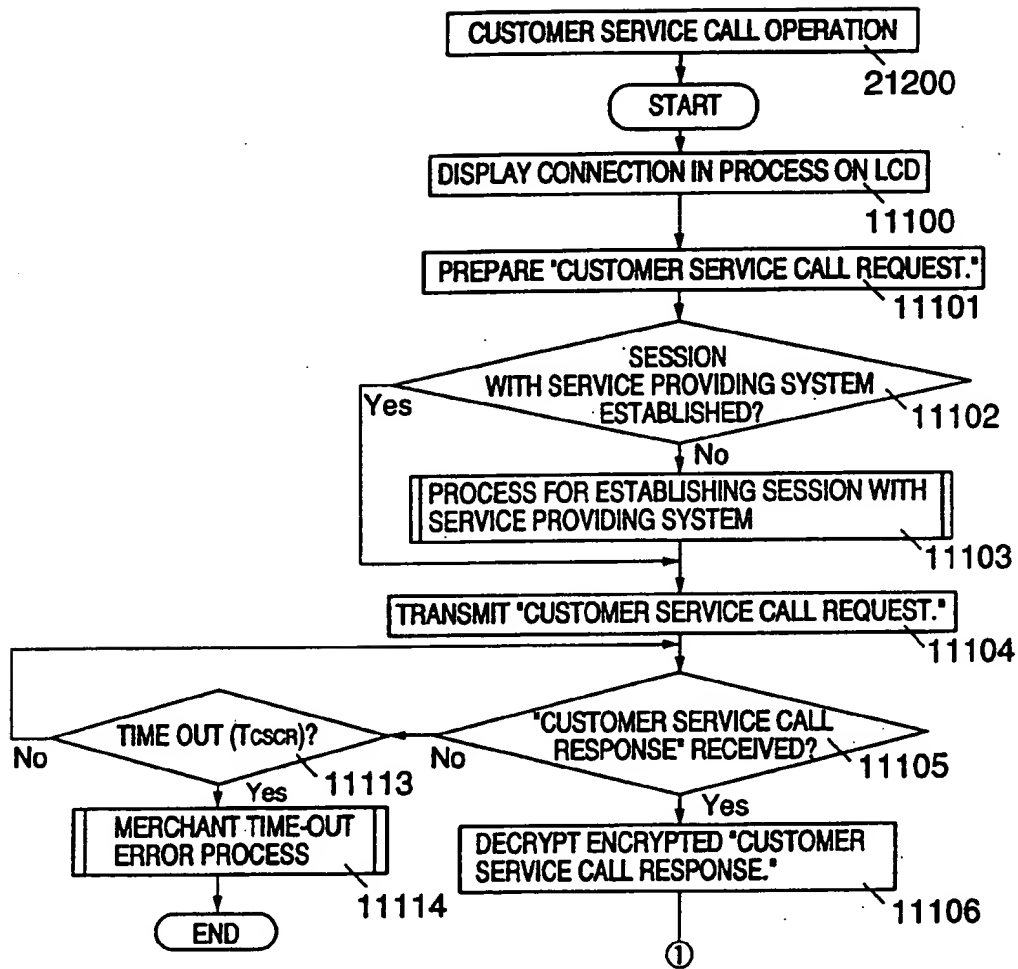 CUSTOMER SERVICE CALL OPERATION
21200
START
DISPLAY CONNECTION IN PROCESS ON LCD
11100
PREPARE "CUSTOMER SERVICE CALL REQUEST."
11101
SESSION
WITH SERVICE PROVIDING SYSTEM
ESTABLISHED?
11102
Yes
No
PROCESS FOR ESTABLISHING SESSION WITH
SERVICE PROVIDING SYSTEM
11103
TRANSMIT "CUSTOMER SERVICE CALL REQUEST."
11104
"CUSTOMER SERVICE CALL
RESPONSE" RECEIVED?
11105
No
TIME OUT (TCSCR)?
11113
No
Yes
MERCHANT TIME-OUT
ERROR PROCESS
11114
END
Yes
DECRYPT ENCRYPTED "CUSTOMER
SERVICE CALL RESPONSE."
11106
①